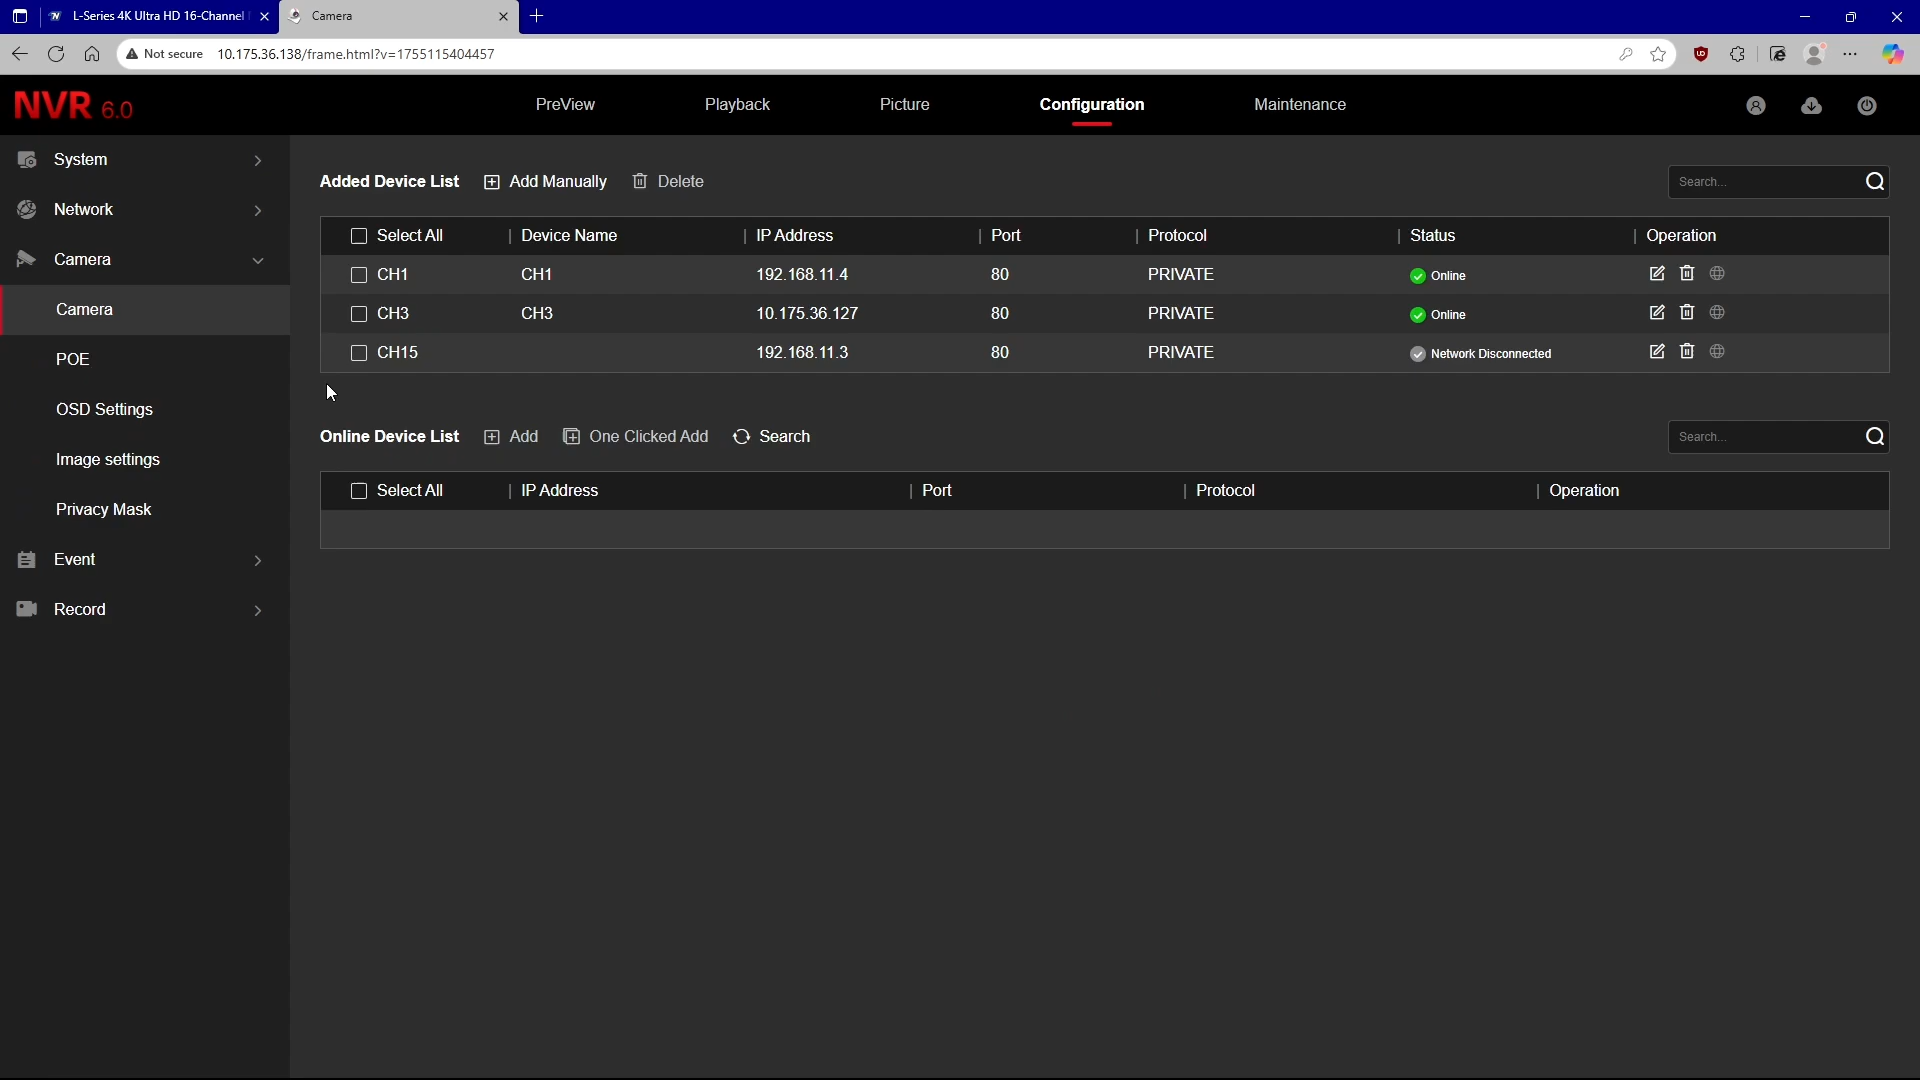 L-Series 4K Ultra HD 16-Channel
Camera
Not secure 10.175.36.138/frame.html?v=1755115404457
NVR 6.0
PreView Playback Picture Configuration Maintenance
System
Network
Camera
Camera
POE
OSD Settings
Image settings
Privacy Mask
Event
Record
Added Device List Add Manually Delete Search...
Select All Device Name IP Address Port Protocol Status Operation
CH1 CH1 192.168.11.4 80 PRIVATE Online
CH3 CH3 10.175.36.127 80 PRIVATE Online
CH15 192.168.11.3 80 PRIVATE Network Disconnected
Online Device List Add One Clicked Add Search Search...
Select All IP Address Port Protocol Operation